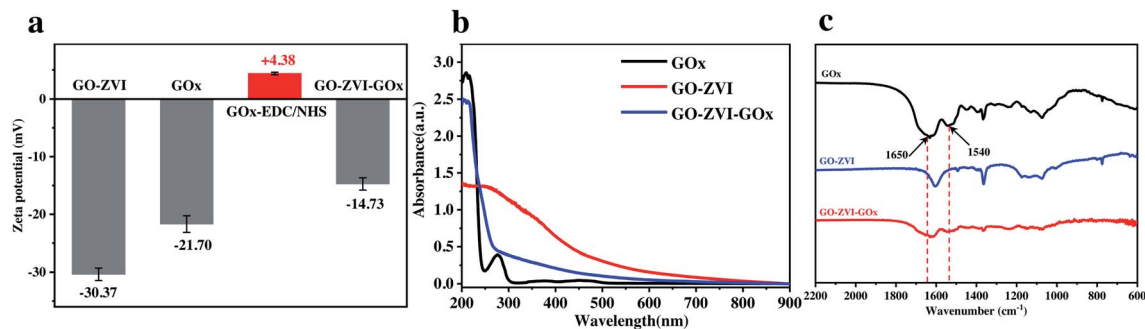 a
Zeta potential (mV)
0
-10
-20
-30
GO-ZVI
GOx
+4.38
GO-ZVI-GOx
GOx-EDC/NHS
-14.73
-21.70
-30.37
b
Absorbance(a.u.)
3.0
2.5
2.0
1.5
1.0
0.5
0.0
GOx
GO-ZVI
GO-ZVI-GOx
200 300 400 500 600 700 800 900
Wavelength(nm)
c
GOx
1650
1540
GO-ZVI
GO-ZVI-GOx
2200 2000 1800 1600 1400 1200 1000 800 600
Wavenumber (cm⁻¹)